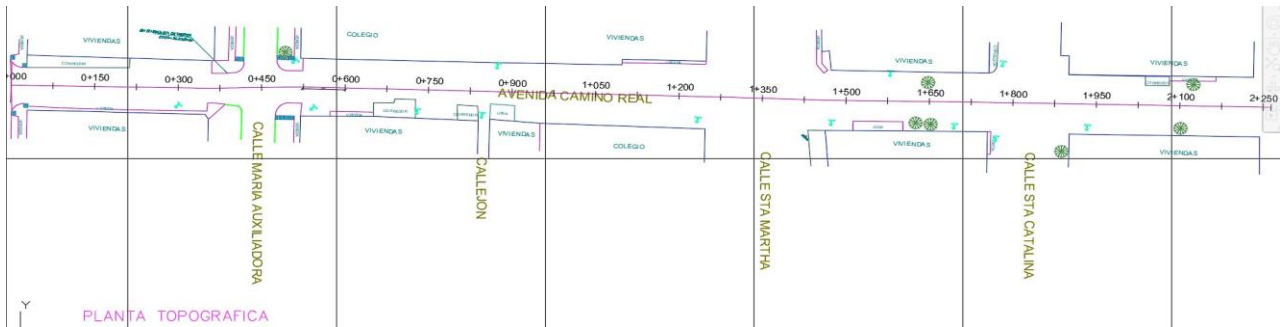 VIVIENDAS
COLEGIO
VIVIENDAS
VIVIENDAS
VIVIENDAS
+000 0+150 0+300 0+450 0+600 0+750 0+900 1+050 1+200 1+350 1+500 1+650 1+800 1+950 2+100 2+250
AVENIDA CAMINO REAL
VIVIENDAS
VIVIENDAS
VIVIENDAS
COLEGIO
VIVIENDAS
VIVIENDAS
CALLE MARIA AUXILIADORA
CALLEJON
CALLE STA MARTHA
CALLE STA CATALINA
Y
PLANTA TOPOGRAFICA